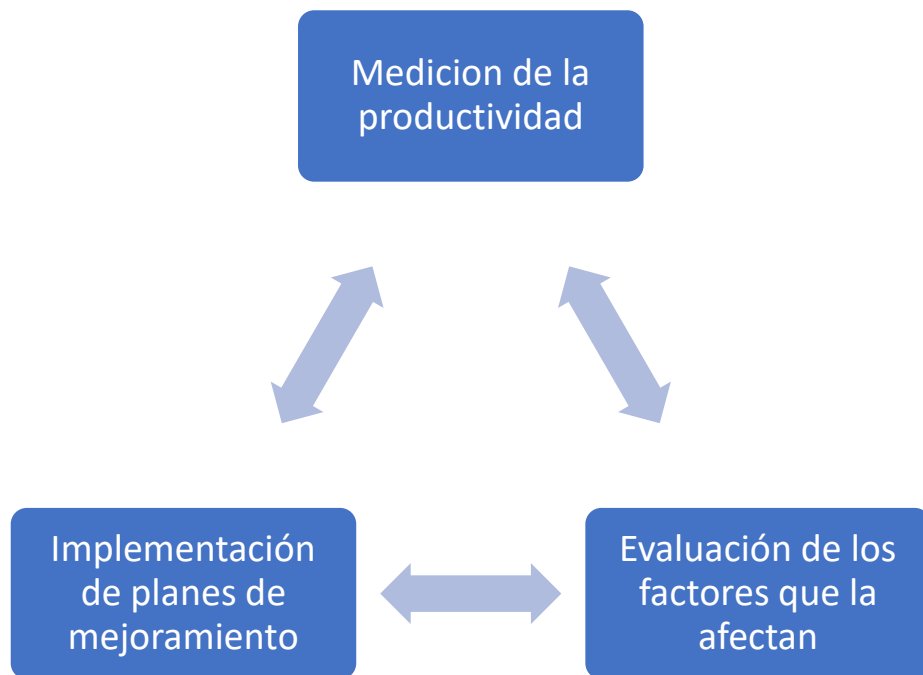 Medicion de la
productividad
Implementación
de planes de
mejoramiento
Evaluación de los
factores que la
afectan